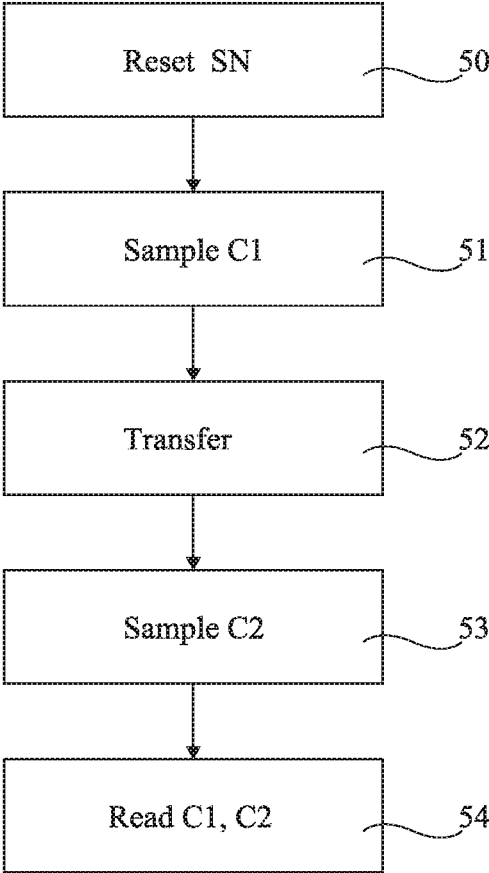 Reset SN
50
Sample C1
51
Transfer
52
Sample C2
53
Read C1, C2
54